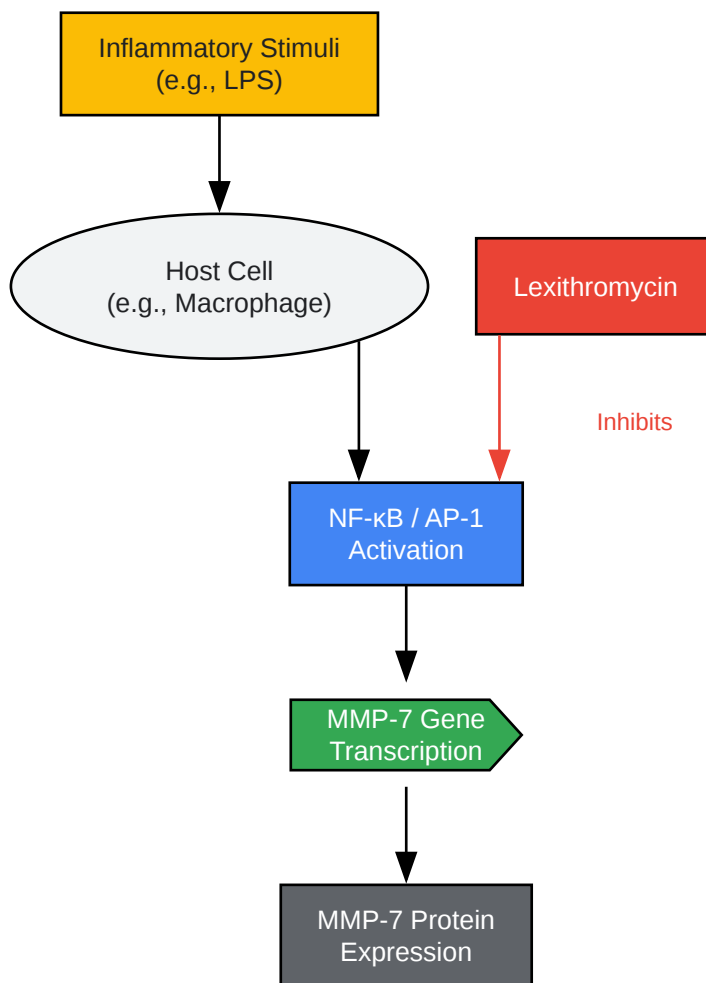 Inflammatory Stimuli
(e.g., LPS)
Host Cell
(e.g., Macrophage)
Lexithromycin
Inhibits
NF-κB / AP-1
Activation
MMP-7 Gene
Transcription
MMP-7 Protein
Expression